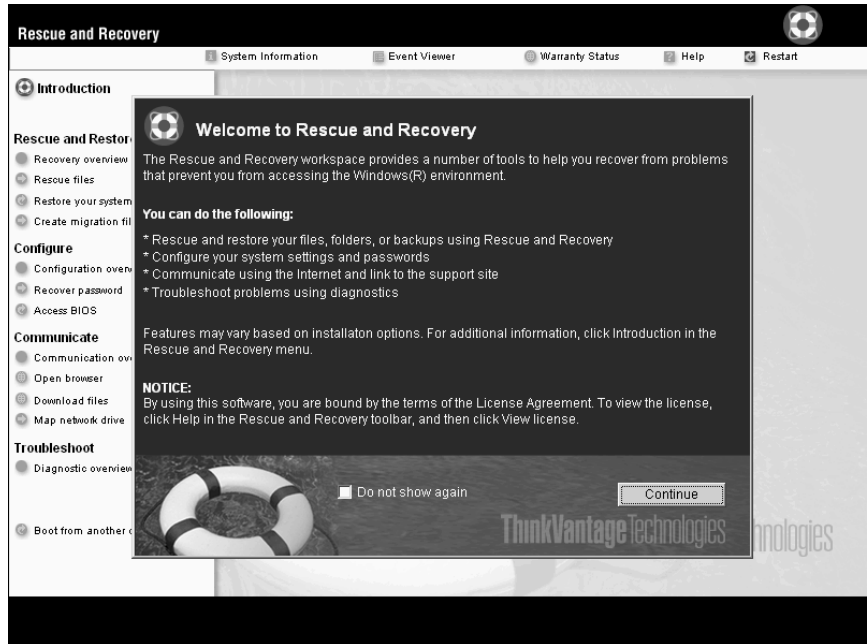 Rescue and Recovery
System Information
Event Viewer
Warranty Status
Help
Restart
Introduction
Rescue and Restor
Recovery overview
Rescue files
Restore your system
Create migration fil
Configure
Configuration overv
Recover password
Access BIOS
Communicate
Communication ov
Open browser
Download files
Map network drive
Troubleshoot
Diagnostic overview
Boot from another
Welcome to Rescue and Recovery
The Rescue and Recovery workspace provides a number of tools to help you recover from problems
that prevent you from accessing the Windows(R) environment.
You can do the following:
* Rescue and restore your files, folders, or backups using Rescue and Recovery
* Configure your system settings and passwords
* Communicate using the Internet and link to the support site
* Troubleshoot problems using diagnostics
Features may vary based on installaton options. For additional information, click Introduction in the
Rescue and Recovery menu.
NOTICE:
By using this software, you are bound by the terms of the License Agreement. To view the license,
click Help in the Rescue and Recovery toolbar, and then click View license.
Do not show again
Continue
ThinkVantage Technologies
hnologies